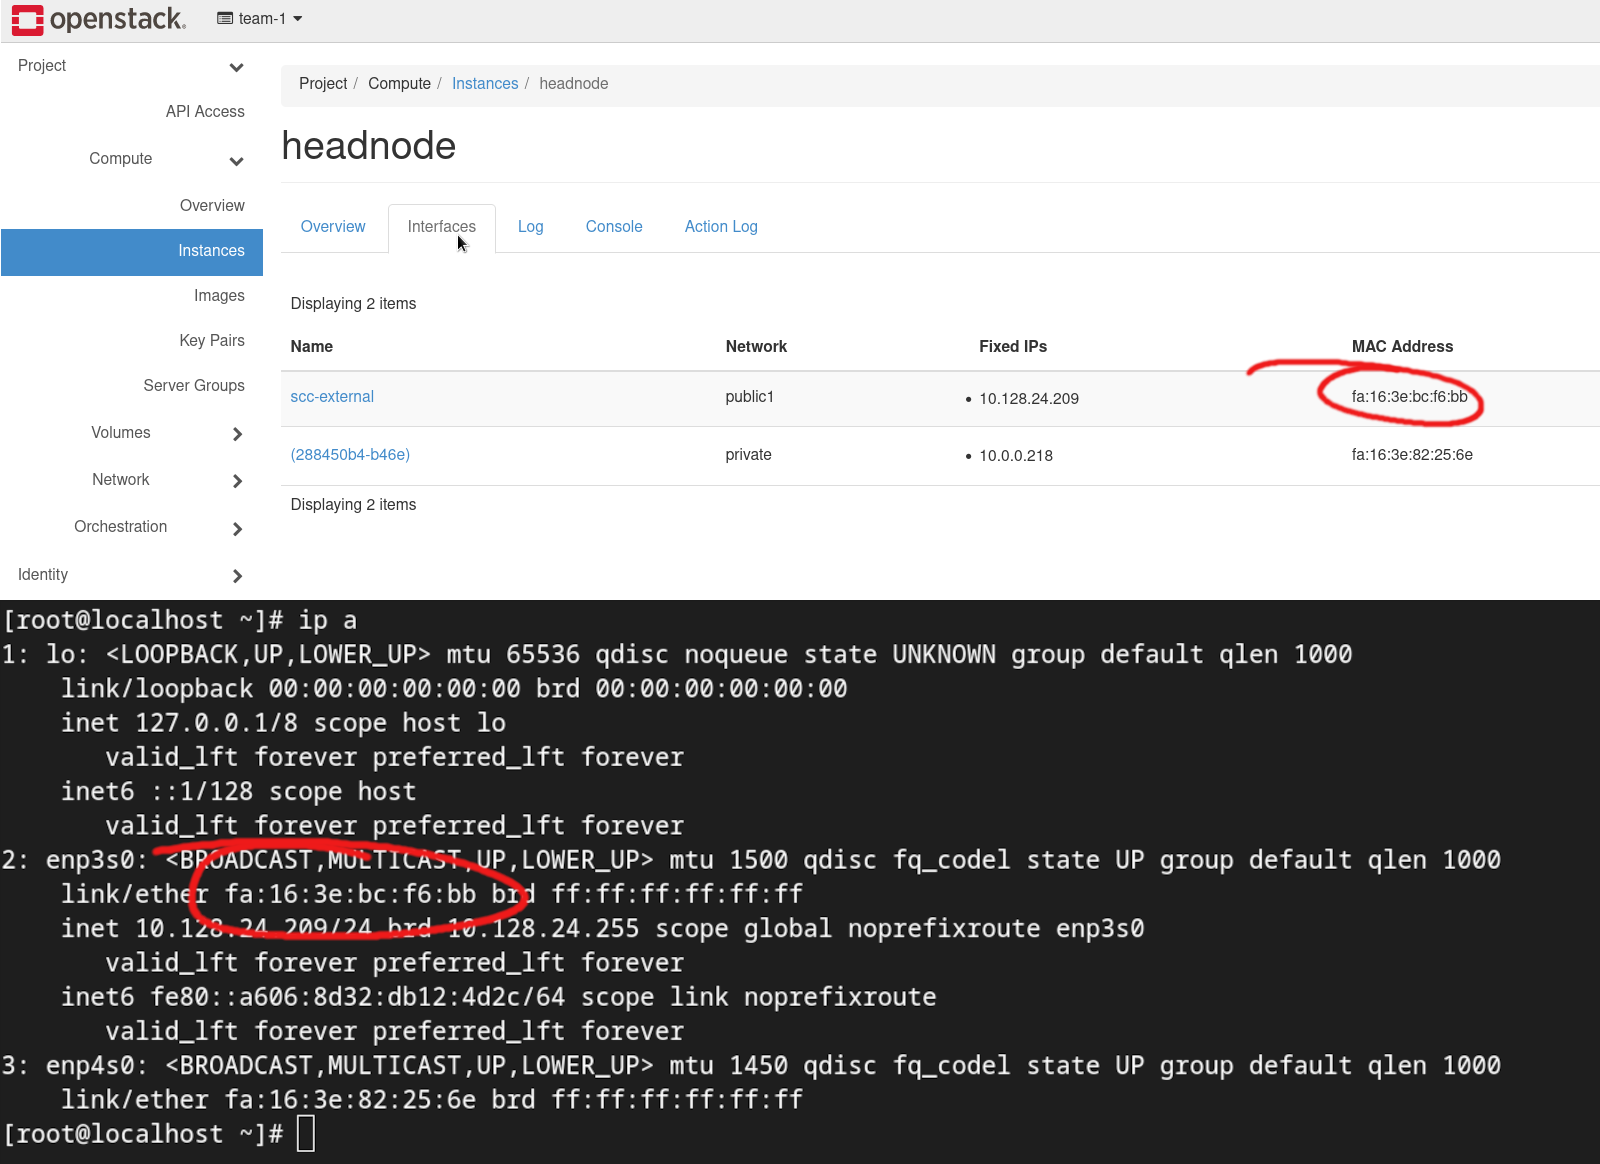 openstack.
team-1
Project
Project / Compute / Instances / headnode
API Access
Compute
headnode
Overview
Overview Interfaces Log Console Action Log
Instances
Images
Displaying 2 items
Key Pairs
Name Network Fixed IPs MAC Address
Server Groups
scc-external public1 • 10.128.24.209 fa:16:3e:bc:f6:bb
Volumes
(288450b4-b46e) private • 10.0.0.218 fa:16:3e:82:25:6e
Network
Displaying 2 items
Orchestration
Identity
[root@localhost ~]# ip a
1: lo: <LOOPBACK,UP,LOWER_UP> mtu 65536 qdisc noqueue state UNKNOWN group default qlen 1000
link/loopback 00:00:00:00:00:00 brd 00:00:00:00:00:00
inet 127.0.0.1/8 scope host lo
valid_lft forever preferred_lft forever
inet6 ::1/128 scope host
valid_lft forever preferred_lft forever
2: enp3s0: <BROADCAST,MULTICAST,UP,LOWER_UP> mtu 1500 qdisc fq_codel state UP group default qlen 1000
link/ether fa:16:3e:bc:f6:bb brd ff:ff:ff:ff:ff:ff
inet 10.128.24.209/24 brd 10.128.24.255 scope global noprefixroute enp3s0
valid_lft forever preferred_lft forever
inet6 fe80::a606:8d32:db12:4d2c/64 scope link noprefixroute
valid_lft forever preferred_lft forever
3: enp4s0: <BROADCAST,MULTICAST,UP,LOWER_UP> mtu 1450 qdisc fq_codel state UP group default qlen 1000
link/ether fa:16:3e:82:25:6e brd ff:ff:ff:ff:ff:ff
[root@localhost ~]#